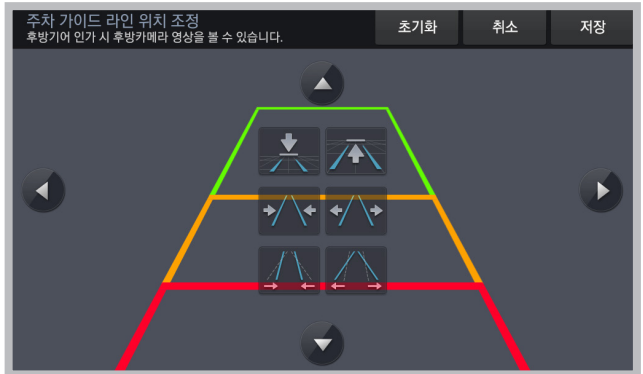 주차 가이드 라인 위치 조정
후방기어 인가 시 후방카메라 영상을 볼 수 있습니다.
초기화 취소 저장